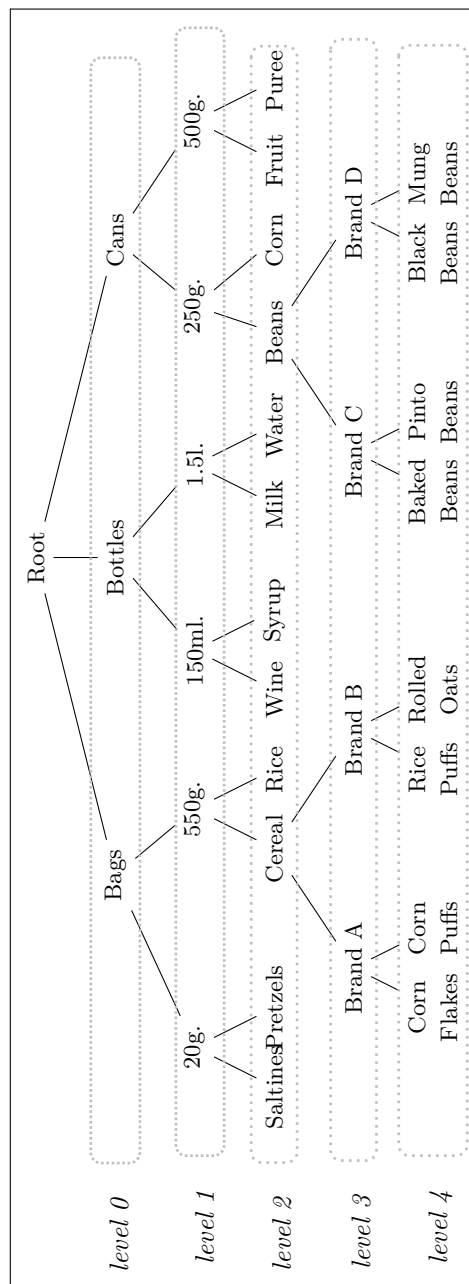 Root
level 0 Bags Bottles Cans
level 1 20g. 550g. 150ml. 1.5l. 250g. 500g.
level 2 Saltines Pretzels Cereal Rice Wine Syrup Milk Water Beans Corn Fruit Puree
level 3 Brand A Brand B Brand C Brand D
level 4 Corn Corn Rice Rolled Baked Pinto Black Mung
Flakes Puffs Puffs Oats Beans Beans Beans Beans